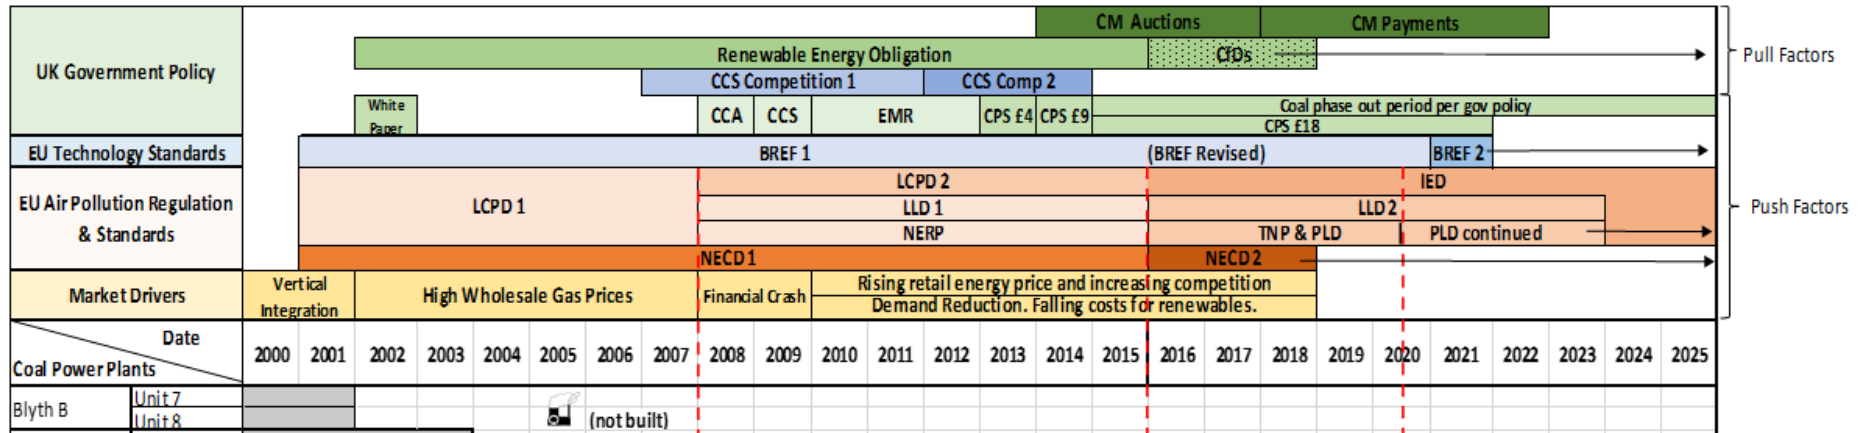 CM Auctions CM Payments
Renewable Energy Obligation CfDs
Pull Factors
UK Government Policy
CCS Competition 1 CCS Comp 2
White
Paper
CCA CCS EMR CPS £4 CPS £9
Coal phase out period per gov policy
CPS £18
EU Technology Standards BREF 1 (BREF Revised) BREF 2
LCPD 2 IED
EU Air Pollution Regulation
& Standards
LCPD 1 LLD 1 LLD 2
Push Factors
NERP TNP & PLD PLD continued
NECD 1 NECD 2
Market Drivers
Vertical
Integration
High Wholesale Gas Prices Financial Crash
Rising retail energy price and increasing competition
Demand Reduction. Falling costs for renewables.
Date
Coal Power Plants
2000 2001 2002 2003 2004 2005 2006 2007 2008 2009 2010 2011 2012 2013 2014 2015 2016 2017 2018 2019 2020 2021 2022 2023 2024 2025
Blyth B
Unit 7
Unit 8
(not built)